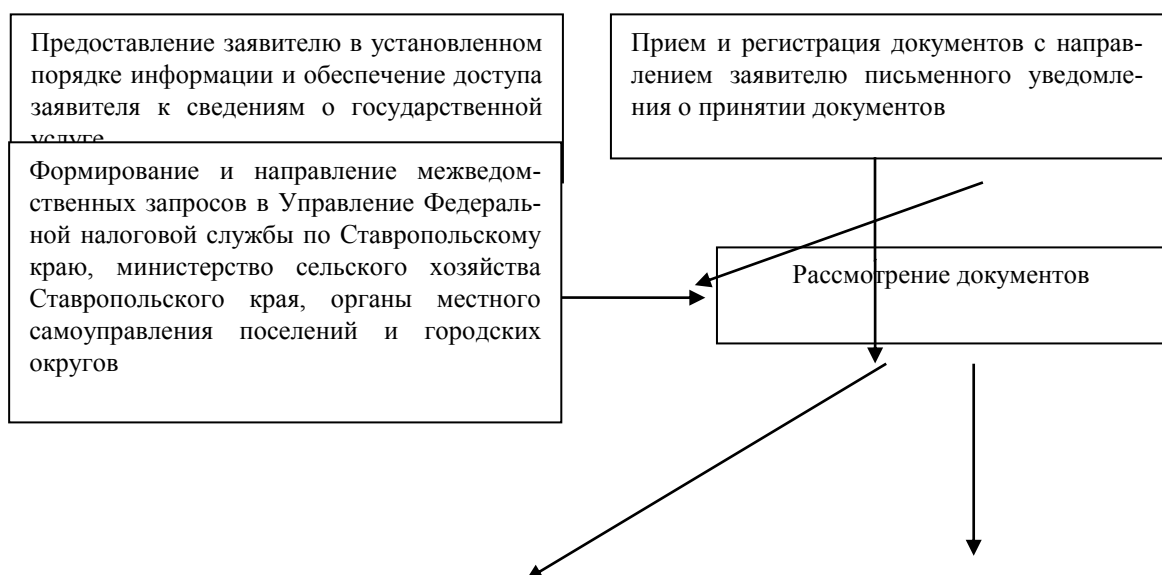 Предоставление заявителю в установленном
порядке информации и обеспечение доступа
заявителя к сведениям о государственной
услуге
Формирование и направление межведом-
ственных запросов в Управление Федераль-
ной налоговой службы по Ставропольскому
краю, министерство сельского хозяйства
Ставропольского края, органы местного
самоуправления поселений и городских
округов
Прием и регистрация документов с направ-
лением заявителю письменного уведомле-
ния о принятии документов
Рассмотрение документов